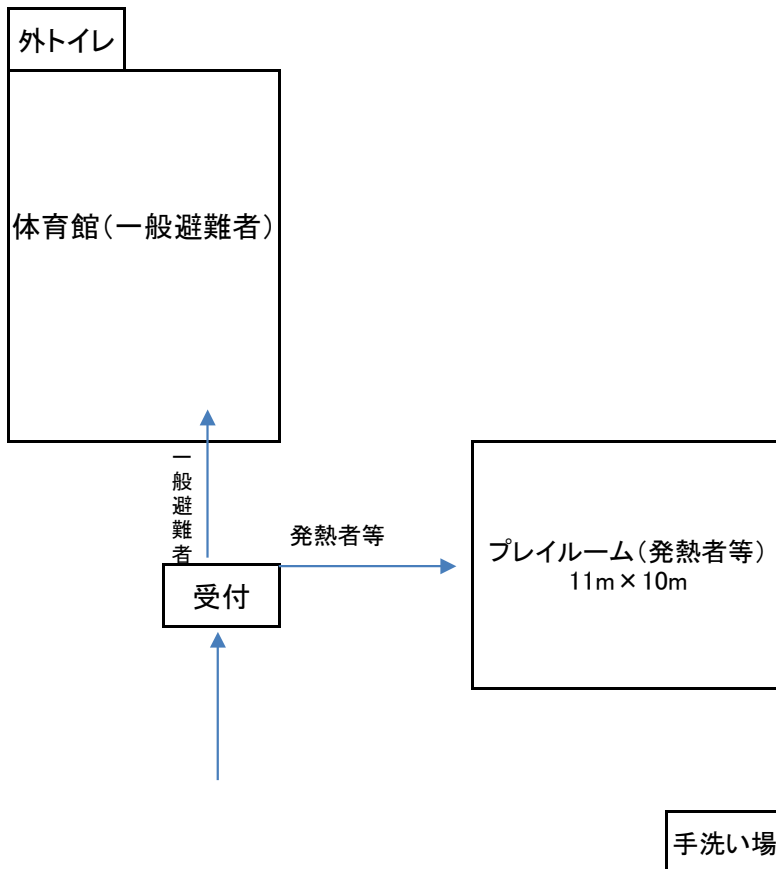 外トイレ
体育館（一般避難者）
一般避難者
発熱者等
プレイルーム（発熱者等）
11m×10m
受付
手洗い場